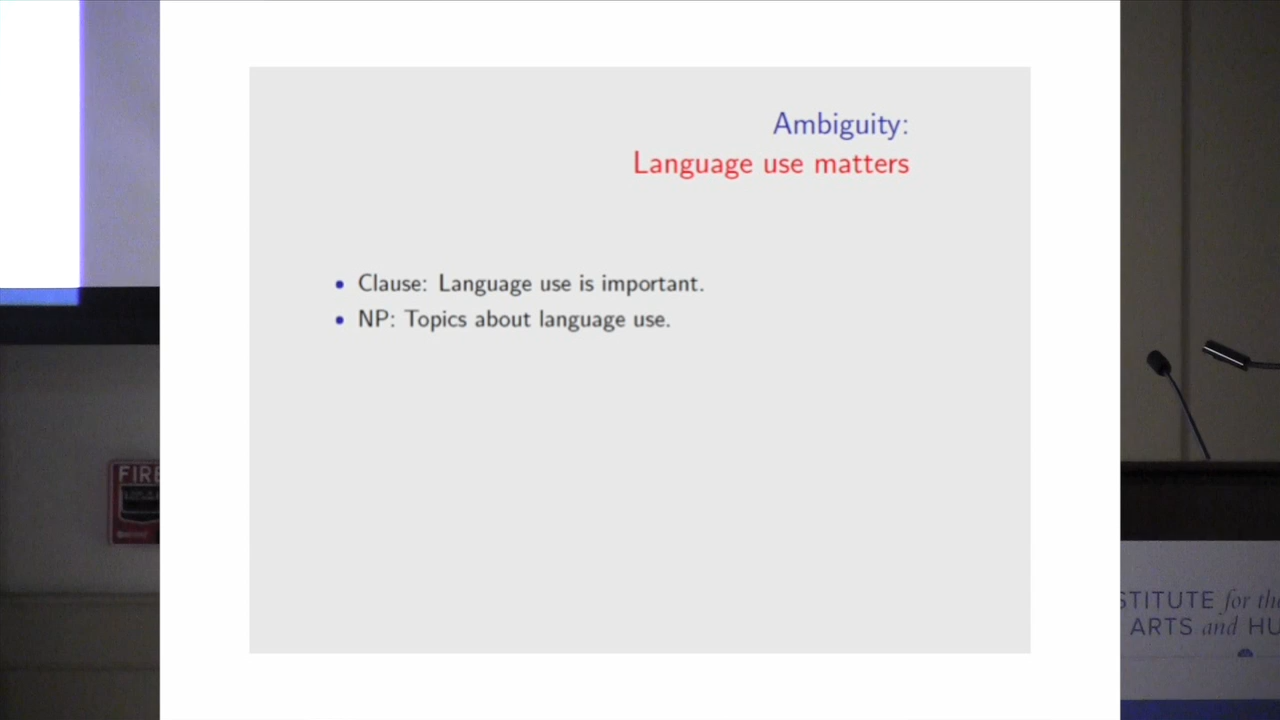 Ambiguity:
Language use matters
• Clause: Language use is important.
• NP: Topics about language use.
FIRE
STITUTE for the
ARTS and HU